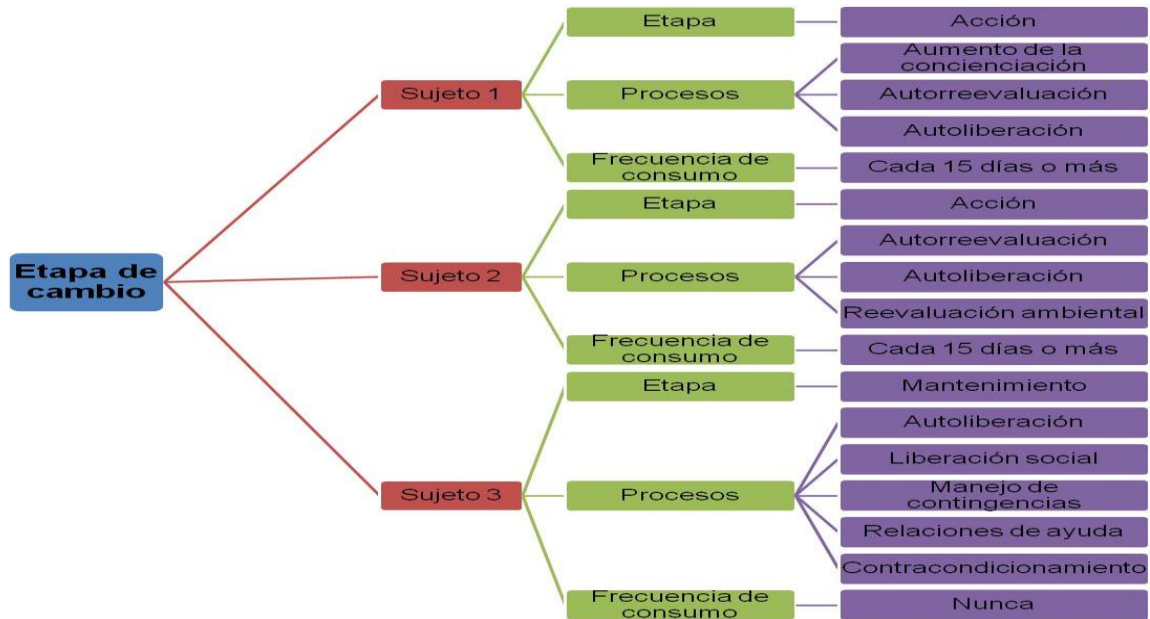 Etapa de
cambio
Sujeto 1
Etapa
Acción
Procesos
Aumento de la
concienciación
Autorreevaluación
Autoliberación
Frecuencia de
consumo
Cada 15 días o más
Sujeto 2
Etapa
Acción
Procesos
Autorreevaluación
Autoliberación
Reevaluación ambiental
Frecuencia de
consumo
Cada 15 días o más
Sujeto 3
Etapa
Mantenimiento
Procesos
Autoliberación
Liberación social
Manejo de
contingencias
Relaciones de ayuda
Contracondicionamiento
Frecuencia de
consumo
Nunca